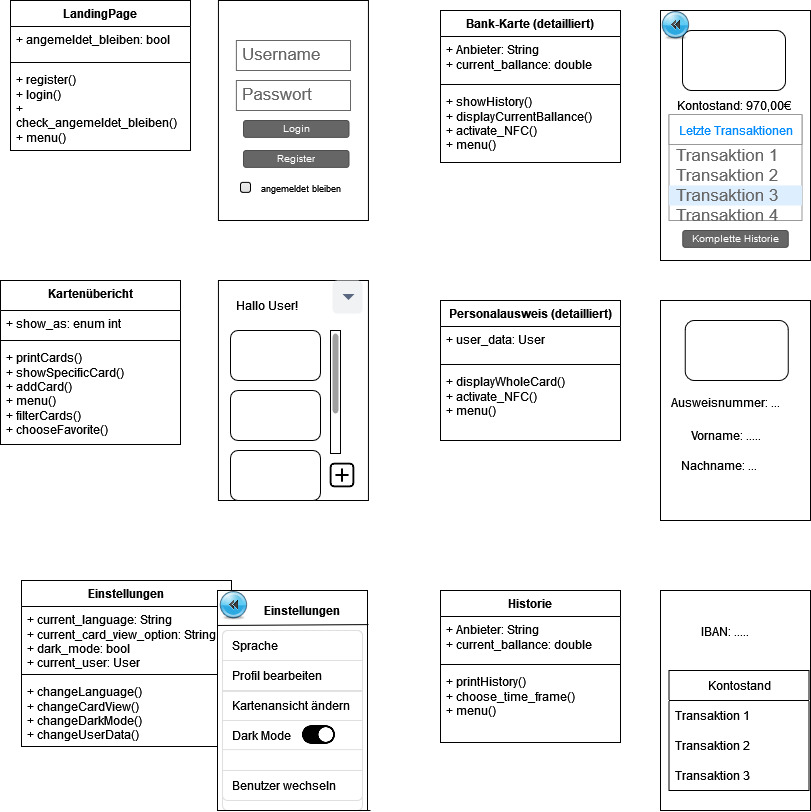 LandingPage
+ angemeldet_bleiben: bool
+ register()
+ login()
+
check_angemeldet_bleiben()
+ menu()
Username
Passwort
Login
Register
angemeldet bleiben
Bank-Karte (detailliert)
+ Anbieter: String
+ current_ballance: double
+ showHistory()
+ displayCurrentBallance()
+ activate_NFC()
+ menu()
Kontostand: 970,00€
Letzte Transaktionen
Transaktion 1
Transaktion 2
Transaktion 3
Transaktion 4
Komplette Historie
Kartenübericht
+ show_as: enum int
+ printCards()
+ showSpecificCard()
+ addCard()
+ menu()
+ filterCards()
+ chooseFavorite()
Hallo User!
Personalausweis (detailliert)
+ user_data: User
+ displayWholeCard()
+ activate_NFC()
+ menu()
Ausweisnummer: ...
Vorname: .....
Nachname: ...
Einstellungen
+ current_language: String
+ current_card_view_option: String
+ dark_mode: bool
+ current_user: User
+ changeLanguage()
+ changeCardView()
+ changeDarkMode()
+ changeUserData()
Einstellungen
Sprache
Profil bearbeiten
Kartenansicht ändern
Dark Mode
Benutzer wechseln
Historie
+ Anbieter: String
+ current_ballance: double
+ printHistory()
+ choose_time_frame()
+ menu()
IBAN: .....
Kontostand
Transaktion 1
Transaktion 2
Transaktion 3